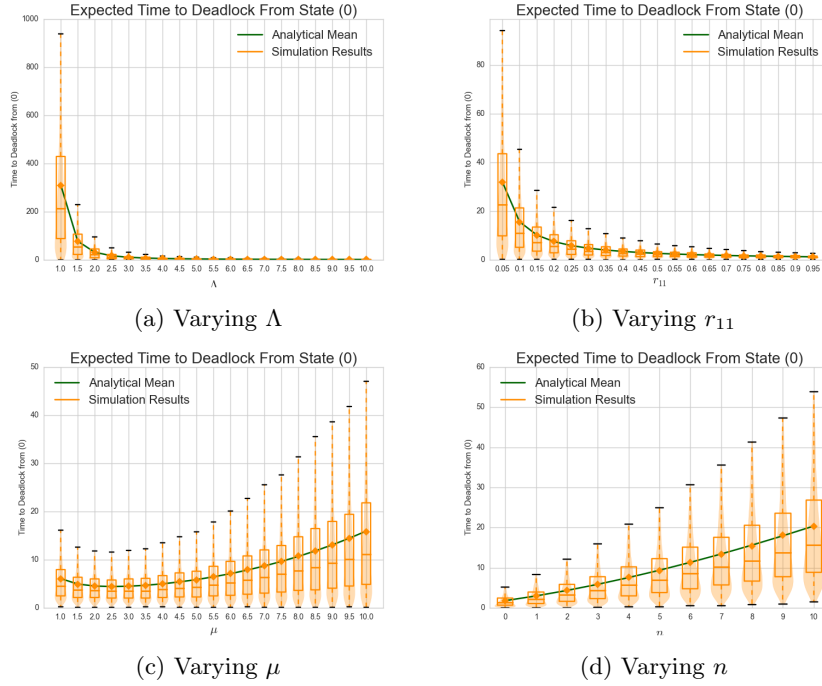 Expected Time to Deadlock From State (0)
Analytical Mean
Simulation Results
Time to Deadlock from (0)
1000
800
600
400
200
0
1.0 1.5 2.0 2.5 3.0 3.5 4.0 4.5 5.0 5.5 6.0 6.5 7.0 7.5 8.0 8.5 9.0 9.5 10.0
Λ
(a) Varying Λ
Expected Time to Deadlock From State (0)
Analytical Mean
Simulation Results
Time to Deadlock from (0)
80
60
40
20
0
0.05 0.1 0.15 0.2 0.25 0.3 0.35 0.4 0.45 0.5 0.55 0.6 0.65 0.7 0.75 0.8 0.85 0.9 0.95
r₁₁
(b) Varying r₁₁
Expected Time to Deadlock From State (0)
Analytical Mean
Simulation Results
Time to Deadlock from (0)
50
40
30
20
10
0
1.0 1.5 2.0 2.5 3.0 3.5 4.0 4.5 5.0 5.5 6.0 6.5 7.0 7.5 8.0 8.5 9.0 9.5 10.0
μ
(c) Varying μ
Expected Time to Deadlock From State (0)
Analytical Mean
Simulation Results
Time to Deadlock from (0)
60
50
40
30
20
10
0
0 1 2 3 4 5 6 7 8 9 10
n
(d) Varying n